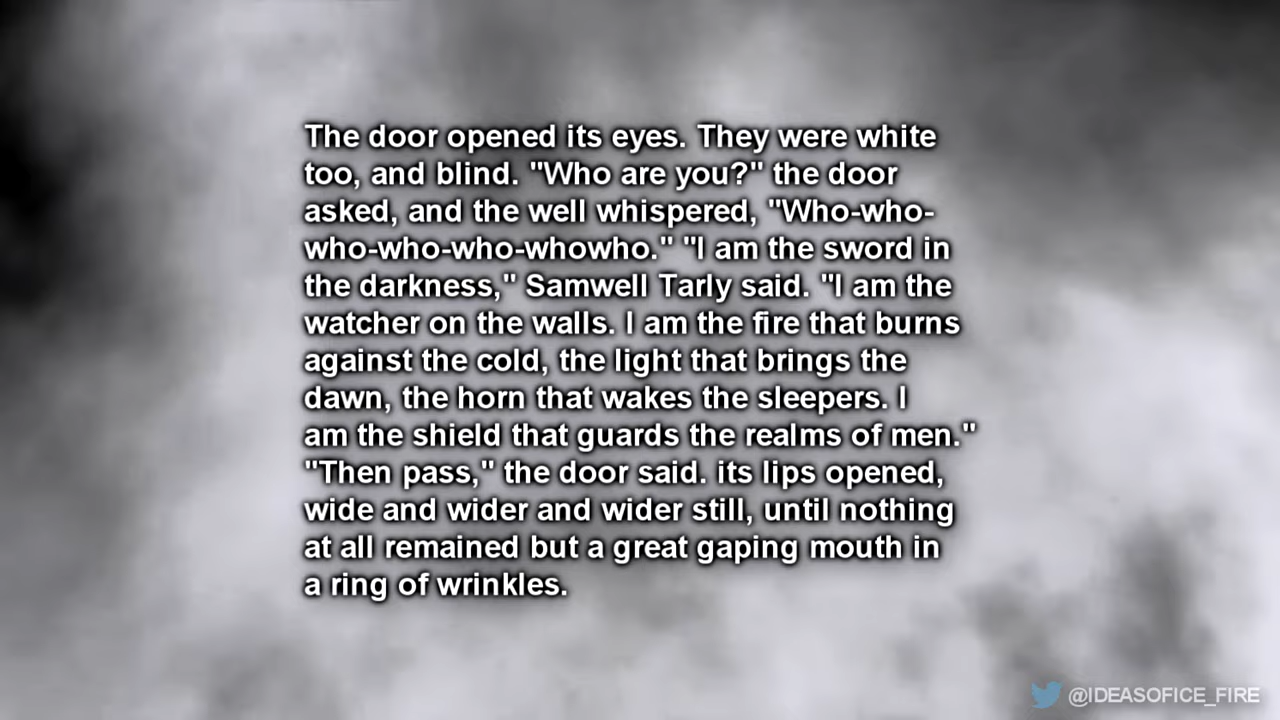 The door opened its eyes. They were white
too, and blind. "Who are you?" the door
asked, and the well whispered, "Who-who-
who-who-who-whowho." "I am the sword in
the darkness," Samwell Tarly said. "I am the
watcher on the walls. I am the fire that burns
against the cold, the light that brings the
dawn, the horn that wakes the sleepers. I
am the shield that guards the realms of men."
"Then pass," the door said. its lips opened,
wide and wider and wider still, until nothing
at all remained but a great gaping mouth in
a ring of wrinkles.
@IDEASOFICE_FIRE